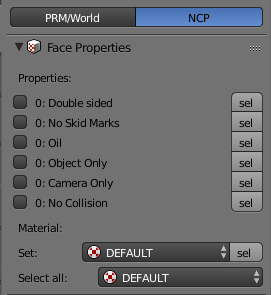 PRM/World NCP
Face Properties
Properties:
0: Double sided sel
0: No Skid Marks sel
0: Oil sel
0: Object Only sel
0: Camera Only sel
0: No Collision sel
Material:
Set: DEFAULT sel
Select all: DEFAULT